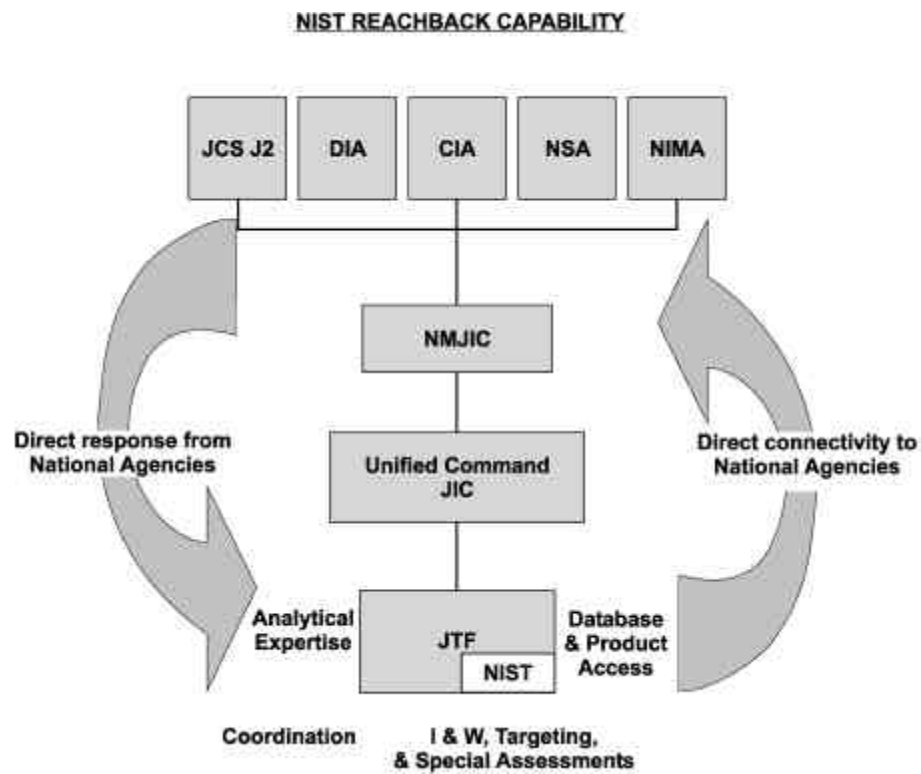 NIST REACHBACK CAPABILITY
JCS J2
DIA
CIA
NSA
NIMA
NMJIC
Direct response from
National Agencies
Direct connectivity to
National Agencies
Unified Command
JIC
Analytical
Expertise
JTF
NIST
Database
& Product
Access
Coordination
I & W, Targeting,
& Special Assessments